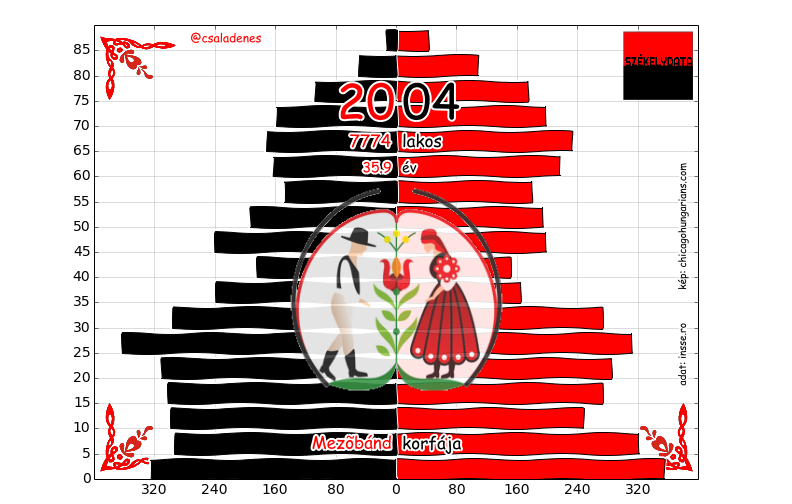 @csaladenes
SZÉKELYDATA
2004
7774 lakos
35.9 év
kép: chicagohungarians.com
adat: insse.ro
Mezõbánd korfája
85
80
75
70
65
60
55
50
45
40
35
30
25
20
15
10
5
0
320 240 160 80 0 80 160 240 320